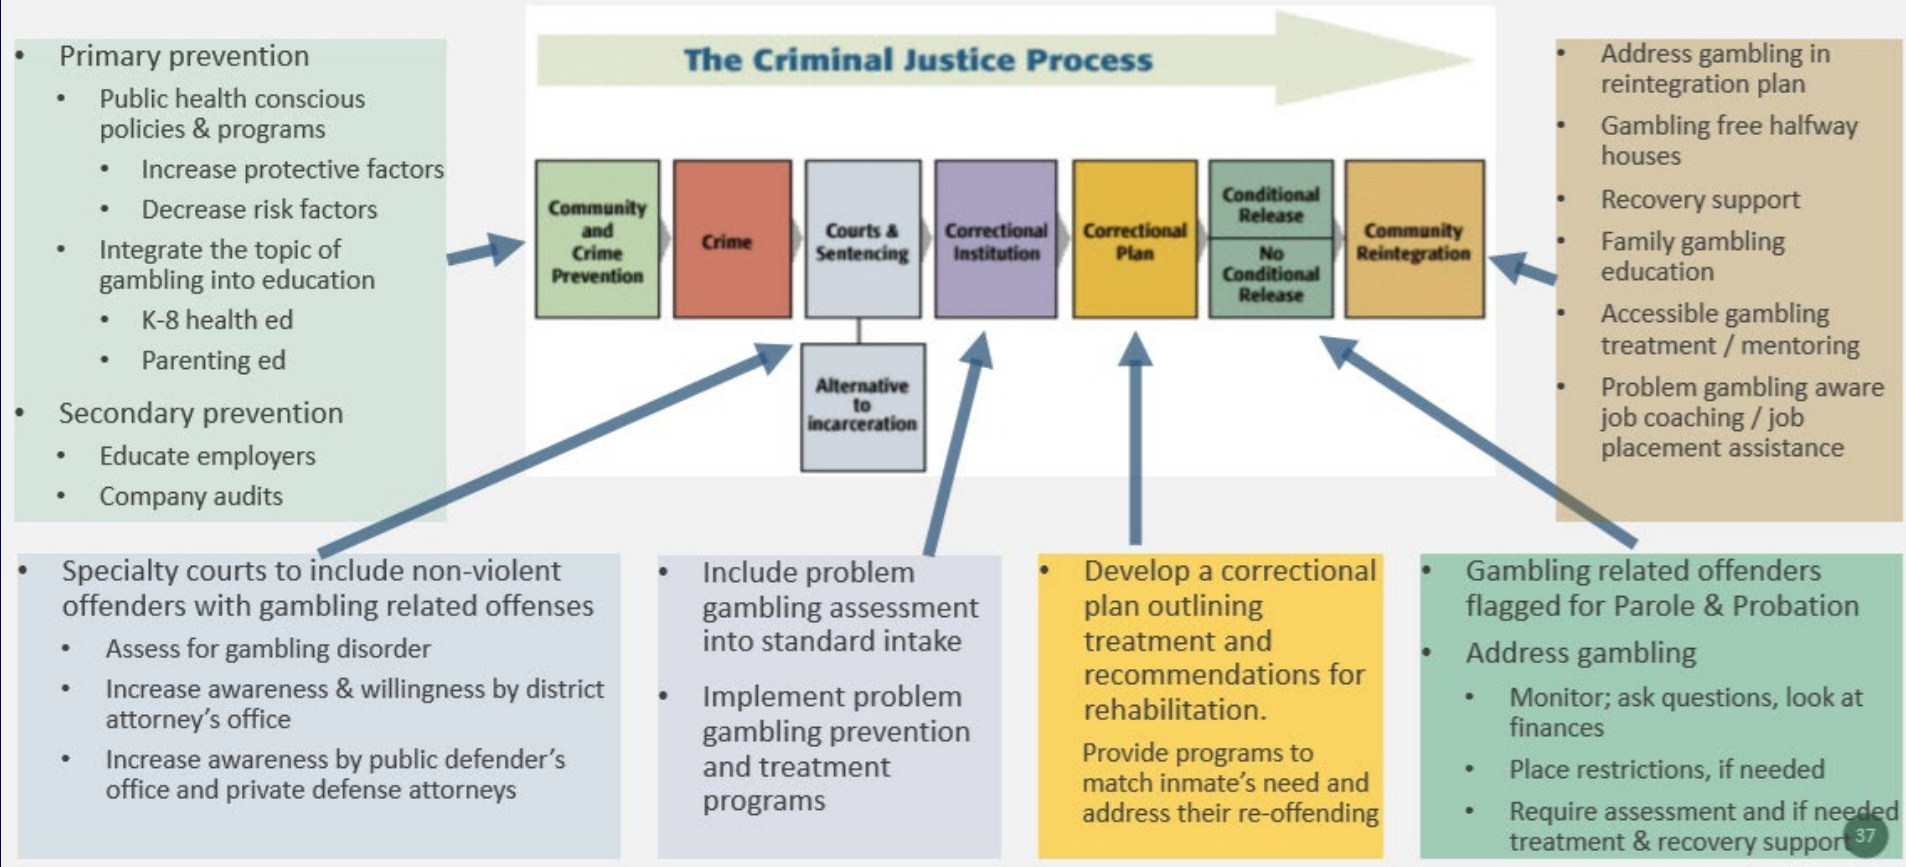 The Criminal Justice Process
• Primary prevention
• Public health conscious
policies & programs
• Increase protective factors
• Decrease risk factors
• Integrate the topic of
gambling into education
• K-8 health ed
• Parenting ed
• Secondary prevention
• Educate employers
• Company audits
Community
and
Crime
Prevention
Crime
Courts &
Sentencing
Alternative
to
incarceration
Correctional
Institution
Correctional
Plan
Conditional
Release
No
Conditional
Release
Community
Reintegration
• Address gambling in
reintegration plan
• Gambling free halfway
houses
• Recovery support
• Family gambling
education
• Accessible gambling
treatment / mentoring
• Problem gambling aware
job coaching / job
placement assistance
• Specialty courts to include non-violent
offenders with gambling related offenses
• Assess for gambling disorder
• Increase awareness & willingness by district
attorney’s office
• Increase awareness by public defender’s
office and private defense attorneys
• Include problem
gambling assessment
into standard intake
• Implement problem
gambling prevention
and treatment
programs
• Develop a correctional
plan outlining
treatment and
recommendations for
rehabilitation.
Provide programs to
match inmate’s need and
address their re-offending
• Gambling related offenders
flagged for Parole & Probation
• Address gambling
• Monitor; ask questions, look at
finances
• Place restrictions, if needed
• Require assessment and if needed
treatment & recovery support
37